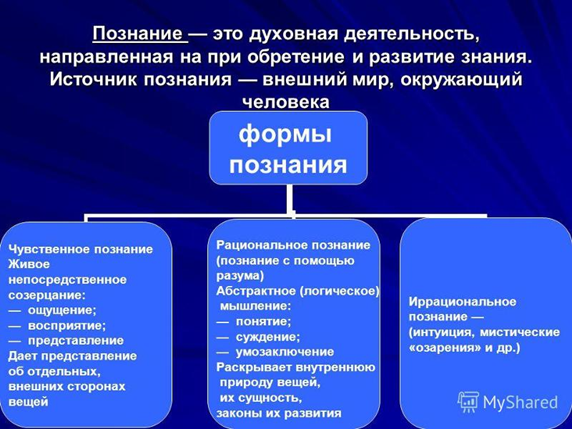 Познание — это духовная деятельность,
направленная на при обретение и развитие знания.
Источник познания — внешний мир, окружающий
человека
формы
познания
Чувственное познание
Живое
непосредственное
созерцание:
— ощущение;
— восприятие;
— представление
Дает представление
об отдельных,
внешних сторонах
вещей
Рациональное познание
(познание с помощью
разума)
Абстрактное (логическое)
мышление:
— понятие;
— суждение;
— умозаключение
Раскрывает внутреннюю
природу вещей,
их сущность,
законы их развития
Иррациональное
познание —
(интуиция, мистические
«озарения» и др.)
MyShared